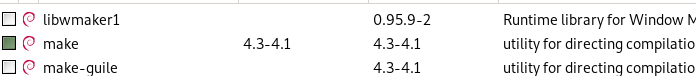 libwmaker1 0.95.9-2 Runtime library for Window M
make 4.3-4.1 4.3-4.1 utility for directing compilatio
make-guile 4.3-4.1 utility for directing compilatio